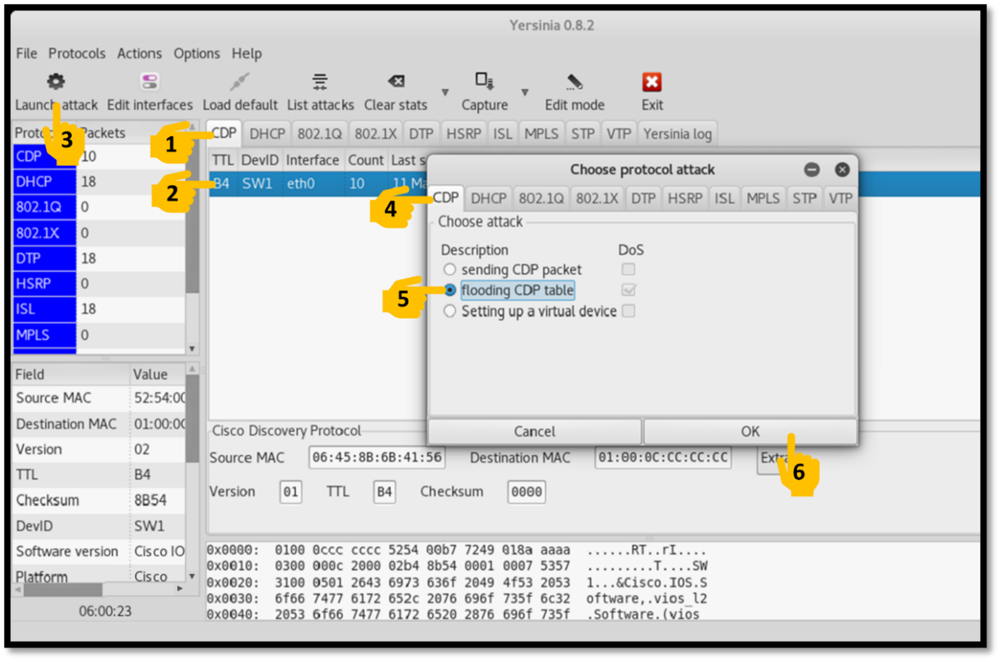 Yersinia 0.8.2
File Protocols Actions Options Help
Launch attack Edit interfaces Load default List attacks Clear stats Capture Edit mode Exit
Packets
CDP 10
DHCP 18
802.1Q 0
802.1X 0
DTP 18
HSRP 0
ISL 18
MPLS 0
3
1
2
CDP DHCP 802.1Q 802.1X DTP HSRP ISL MPLS STP VTP Yersinia log
TTL DevID Interface Count Last s
B4 SW1 eth0 10 11 Ma
Choose protocol attack
4
CDP DHCP 802.1Q 802.1X DTP HSRP ISL MPLS STP VTP
Choose attack
Description DoS
sending CDP packet
5
flooding CDP table
Setting up a virtual device
Cancel OK
6
Field Value
Source MAC 52:54:00
Destination MAC 01:00:0C
Version 02
TTL B4
Checksum 8B54
DevID SW1
Software version Cisco IO
Platform Cisco
06:00:23
Cisco Discovery Protocol
Source MAC 06:45:8B:6B:41:56 Destination MAC 01:00:0C:CC:CC:CC Extra
Version 01 TTL B4 Checksum 0000
0x0000: 0100 0ccc cccc 5254 00b7 7249 018a aaaa ......RT..rI....
0x0010: 0300 000c 2000 02b4 8b54 0001 0007 5357 .........T....SW
0x0020: 3100 0501 2643 6973 636f 2049 4f53 2053 1...&Cisco.IOS.S
0x0030: 6f66 7477 6172 652c 2076 696f 735f 6c32 oftware,.vios_l2
0x0040: 2053 6f66 7477 6172 6520 2876 696f 735f .Software.(vios